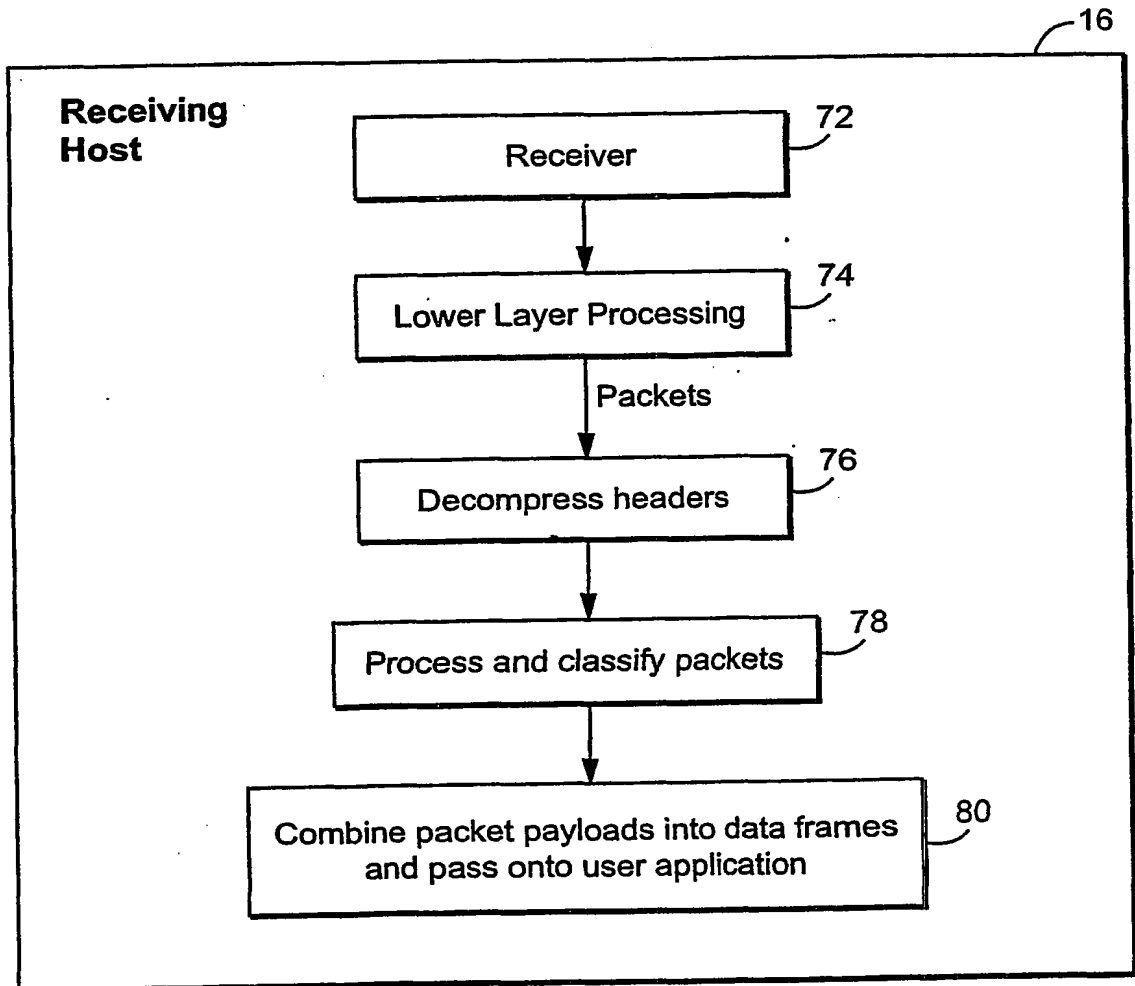 16
Receiving
Host
72
Receiver
74
Lower Layer Processing
Packets
76
Decompress headers
78
Process and classify packets
80
Combine packet payloads into data frames
and pass onto user application